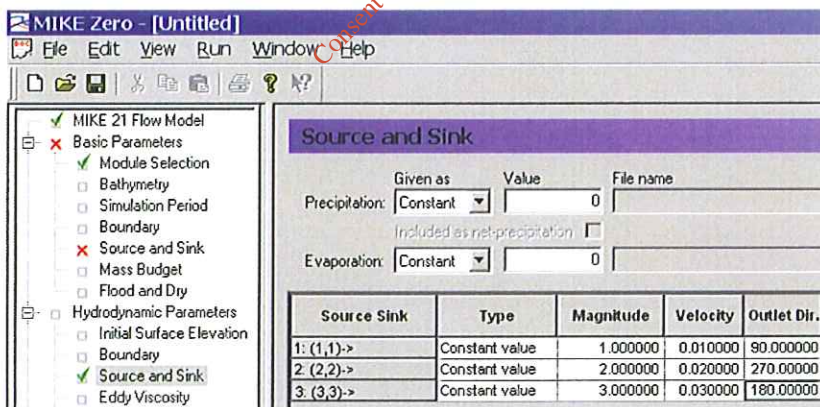 MIKE Zero - [Untitled]
File Edit View Run Window Help
Consent
MIKE 21 Flow Model
Basic Parameters
Module Selection
Bathymetry
Simulation Period
Boundary
Source and Sink
Mass Budget
Flood and Dry
Hydrodynamic Parameters
Initial Surface Elevation
Boundary
Source and Sink
Eddy Viscosity
Source and Sink
Given as Value File name
Precipitation: Constant 0
Included as net-precipitation
Evaporation: Constant 0
Source Sink Type Magnitude Velocity Outlet Dir.
1: (1,1)-> Constant value 1.000000 0.010000 90.000000
2: (2,2)-> Constant value 2.000000 0.020000 270.00000
3: (3,3)-> Constant value 3.000000 0.030000 180.00000